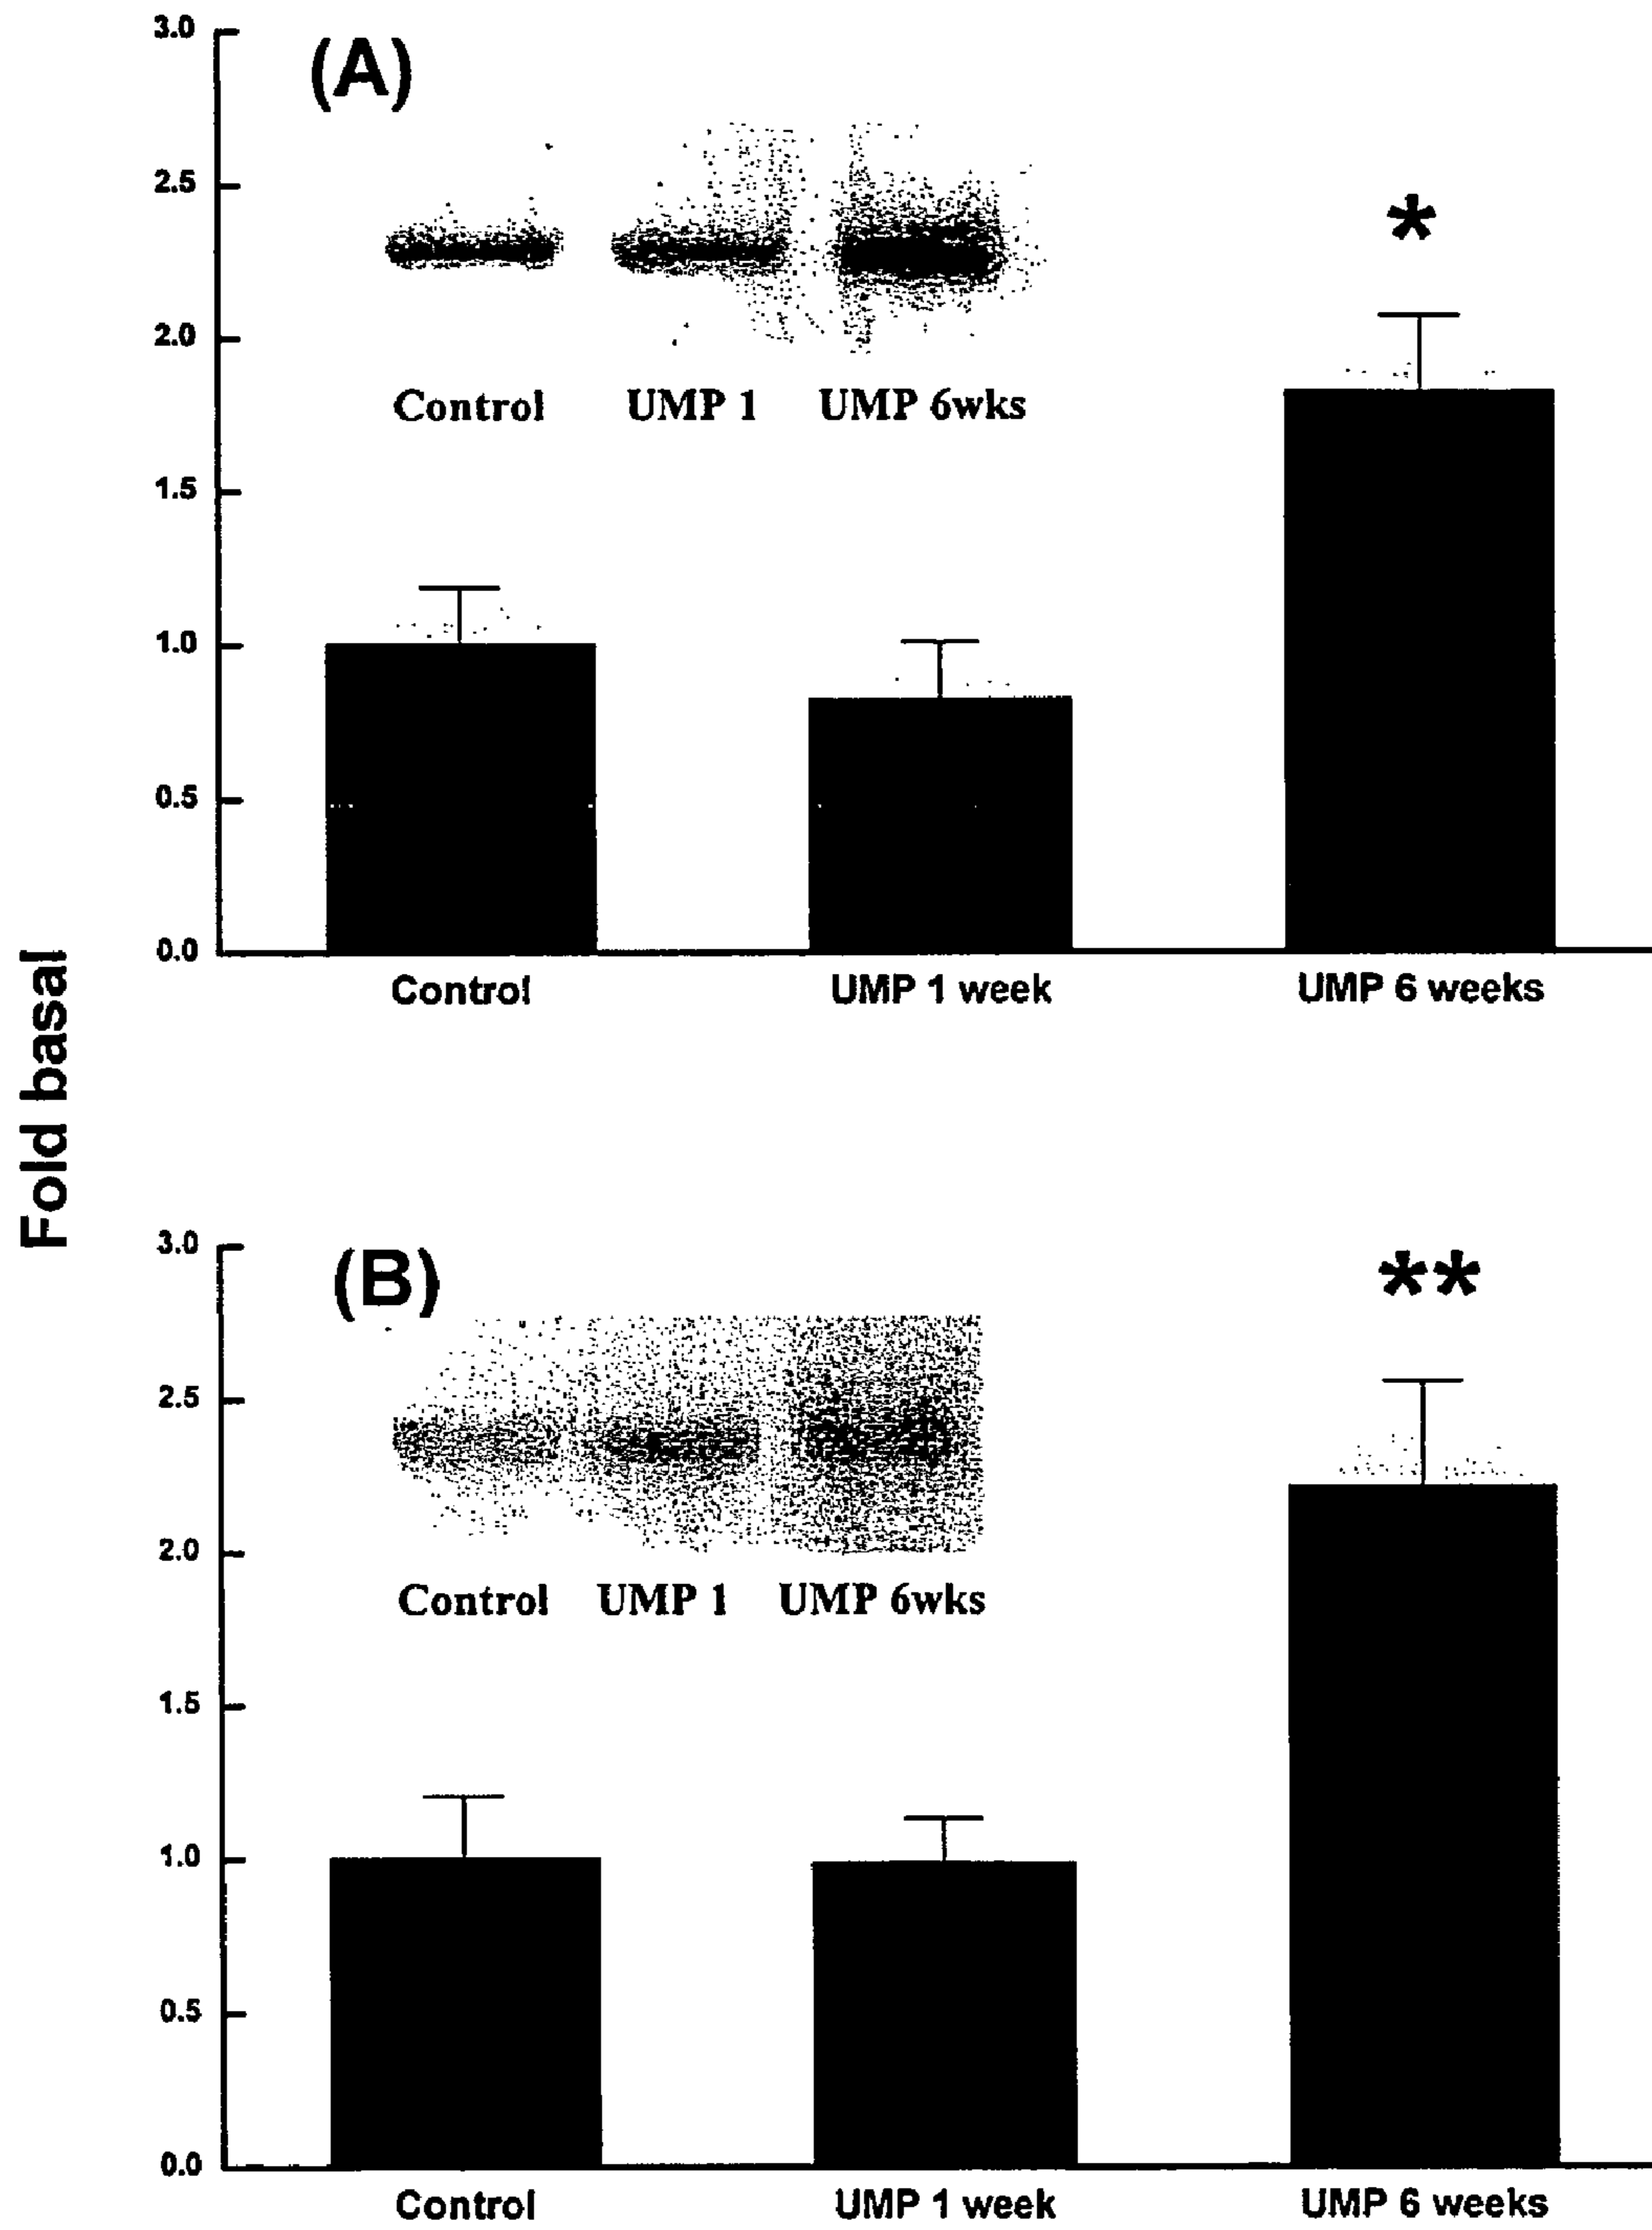 Fold basal
(A)
3.0
2.5
2.0
1.5
1.0
0.5
0.0
*
Control UMP 1 UMP 6wks
Control UMP 1 week UMP 6 weeks
(B)
3.0
2.5
2.0
1.5
1.0
0.5
0.0
**
Control UMP 1 UMP 6wks
Control UMP 1 week UMP 6 weeks